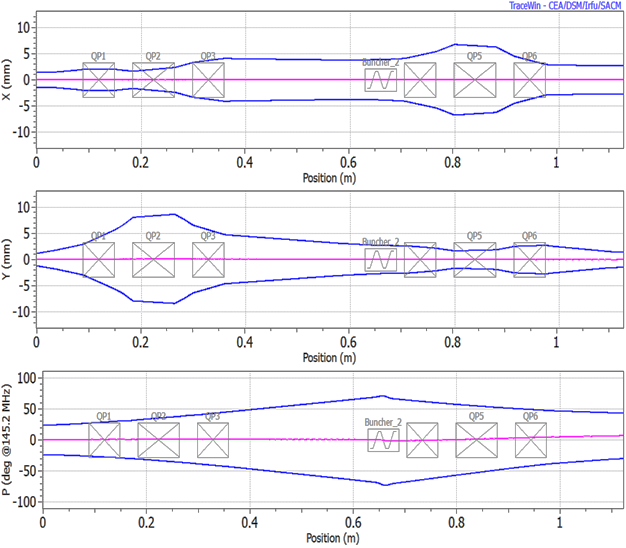 TraceWin - CEA/DSM/Irfu/SACM
X (mm)
10
5
0
-5
-10
QP1 QP2 QP3 Buncher_2 QP5 QP6
0 0.2 0.4 0.6 0.8 1
Position (m)
Y (mm)
10
5
0
-5
-10
QP1 QP2 QP3 Buncher_2 QP5 QP6
0 0.2 0.4 0.6 0.8 1
Position (m)
P (deg @145.2 MHz)
100
50
0
-50
-100
QP1 QP2 QP3 Buncher_2 QP5 QP6
0 0.2 0.4 0.6 0.8 1
Position (m)